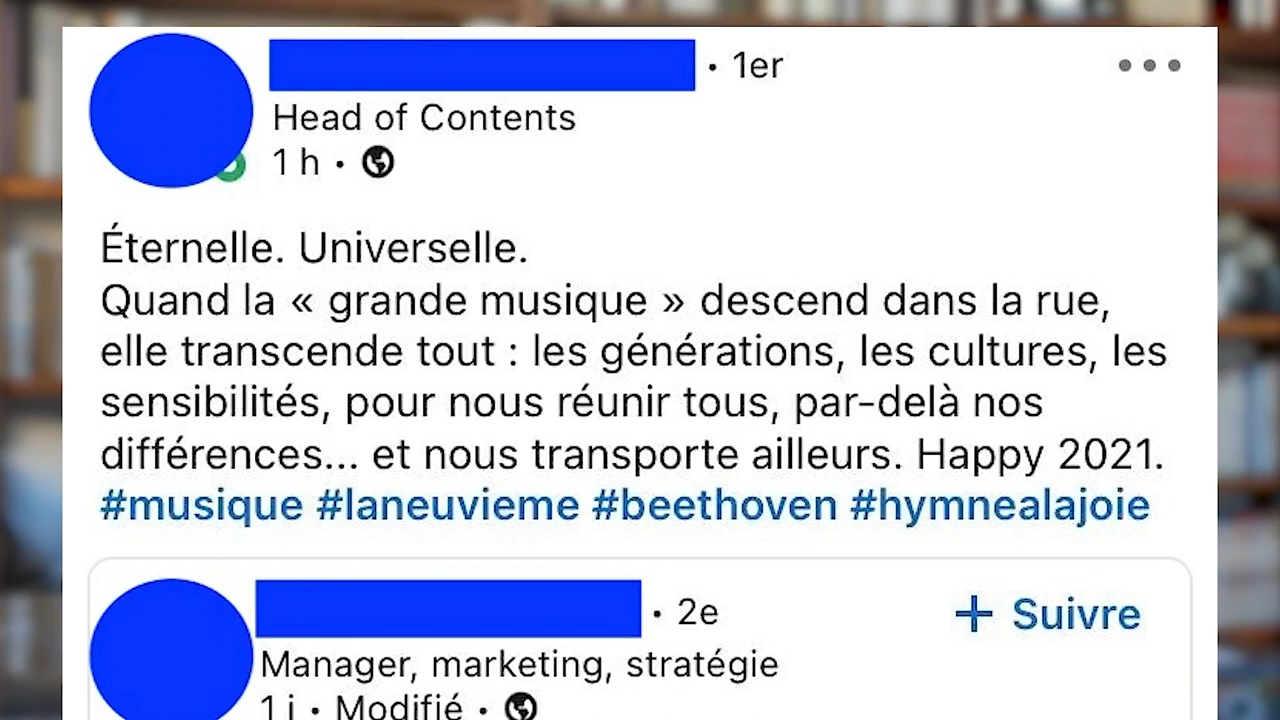 • 1er
Head of Contents
1 h •
Éternelle. Universelle.
Quand la « grande musique » descend dans la rue,
elle transcende tout : les générations, les cultures, les
sensibilités, pour nous réunir tous, par-delà nos
différences... et nous transporte ailleurs. Happy 2021.
#musique #laneuvieme #beethoven #hymnealajoie
• 2e
+ Suivre
Manager, marketing, stratégie
1 j • Modifié •